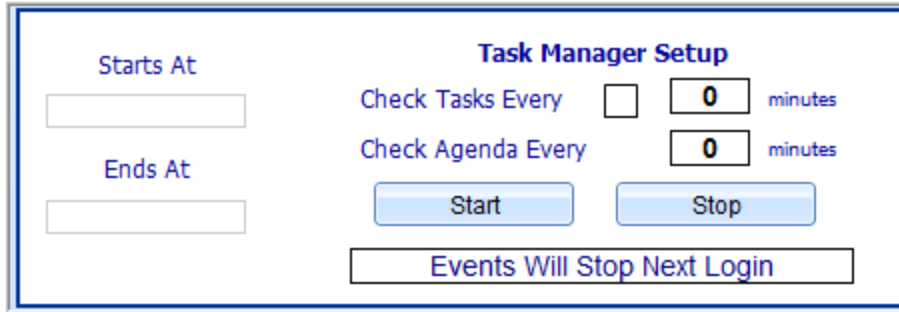 Starts At
Ends At
Task Manager Setup
Check Tasks Every 0 minutes
Check Agenda Every 0 minutes
Start Stop
Events Will Stop Next Login